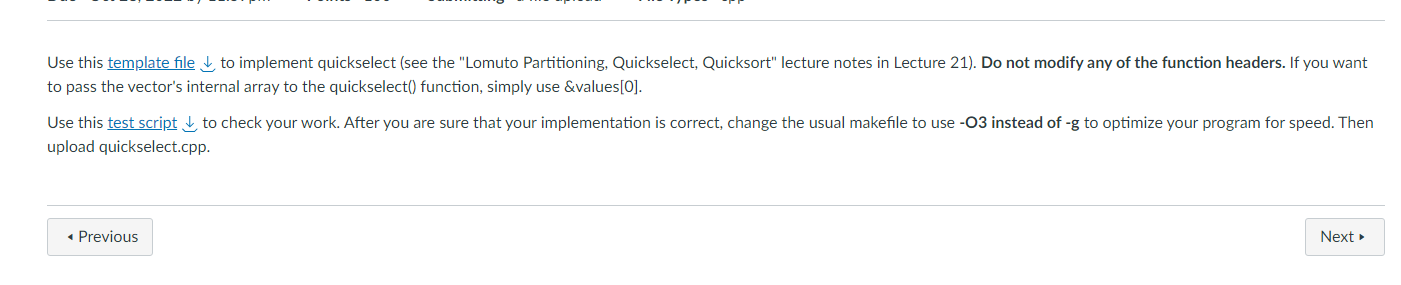 Use this template file to implement quickselect (see the "Lomuto Partitioning, Quickselect, Quicksort" lecture notes in Lecture 21). Do not modify any of the function headers. If you want
to pass the vector's internal array to the quickselect() function, simply use &values[0].
Use this test script to check your work. After you are sure that your implementation is correct, change the usual makefile to use -O3 instead of -g to optimize your program for speed. Then
upload quickselect.cpp.
Previous
Next